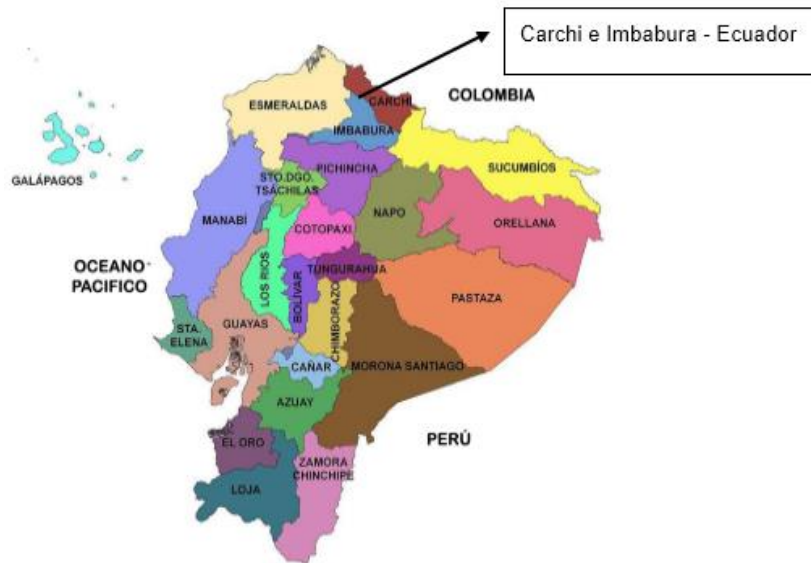 Carchi e Imbabura - Ecuador
ESMERALDAS
CARCHI
COLOMBIA
IMBABURA
GALÁPAGOS
PICHINCHA
SUCUMBÍOS
STO.DGO.
TSÁCHILAS
MANABÍ
NAPO
ORELLANA
COTOPAXI
OCEANO
PACIFICO
LOS RIOS
TUNGURAHUA
BOLÍVAR
PASTAZA
STA.
ELENA
GUAYAS
CHIMBORAZO
CAÑAR
MORONA SANTIAGO
AZUAY
EL ORO
PERÚ
ZAMORA
CHINCHIPE
LOJA